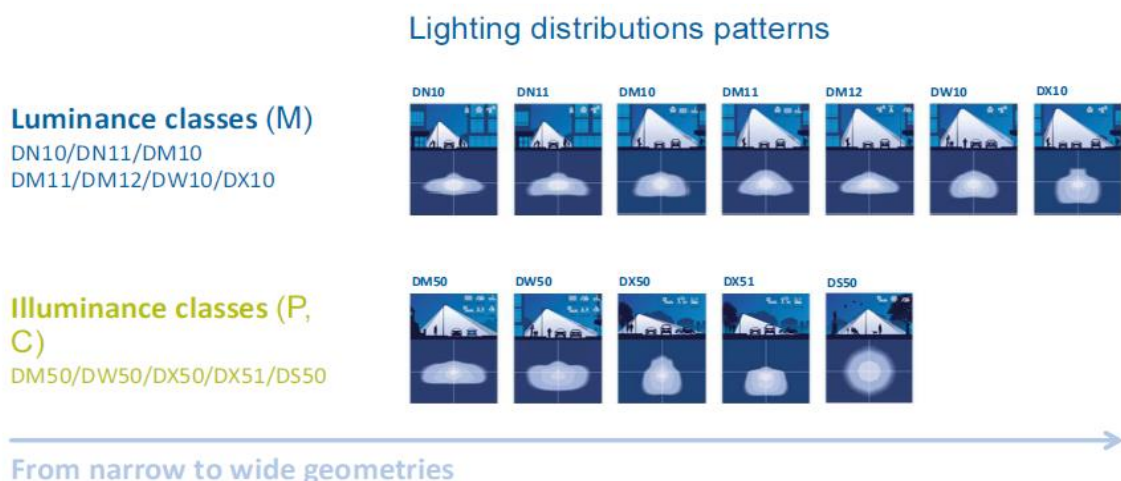 Lighting distributions patterns
DN10 DN11 DM10 DM11 DM12 DW10 DX10
Luminance classes (M)
DN10/DN11/DM10
DM11/DM12/DW10/DX10
DM50 DW50 DX50 DX51 DS50
Illuminance classes (P,
C)
DM50/DW50/DX50/DX51/DS50
From narrow to wide geometries